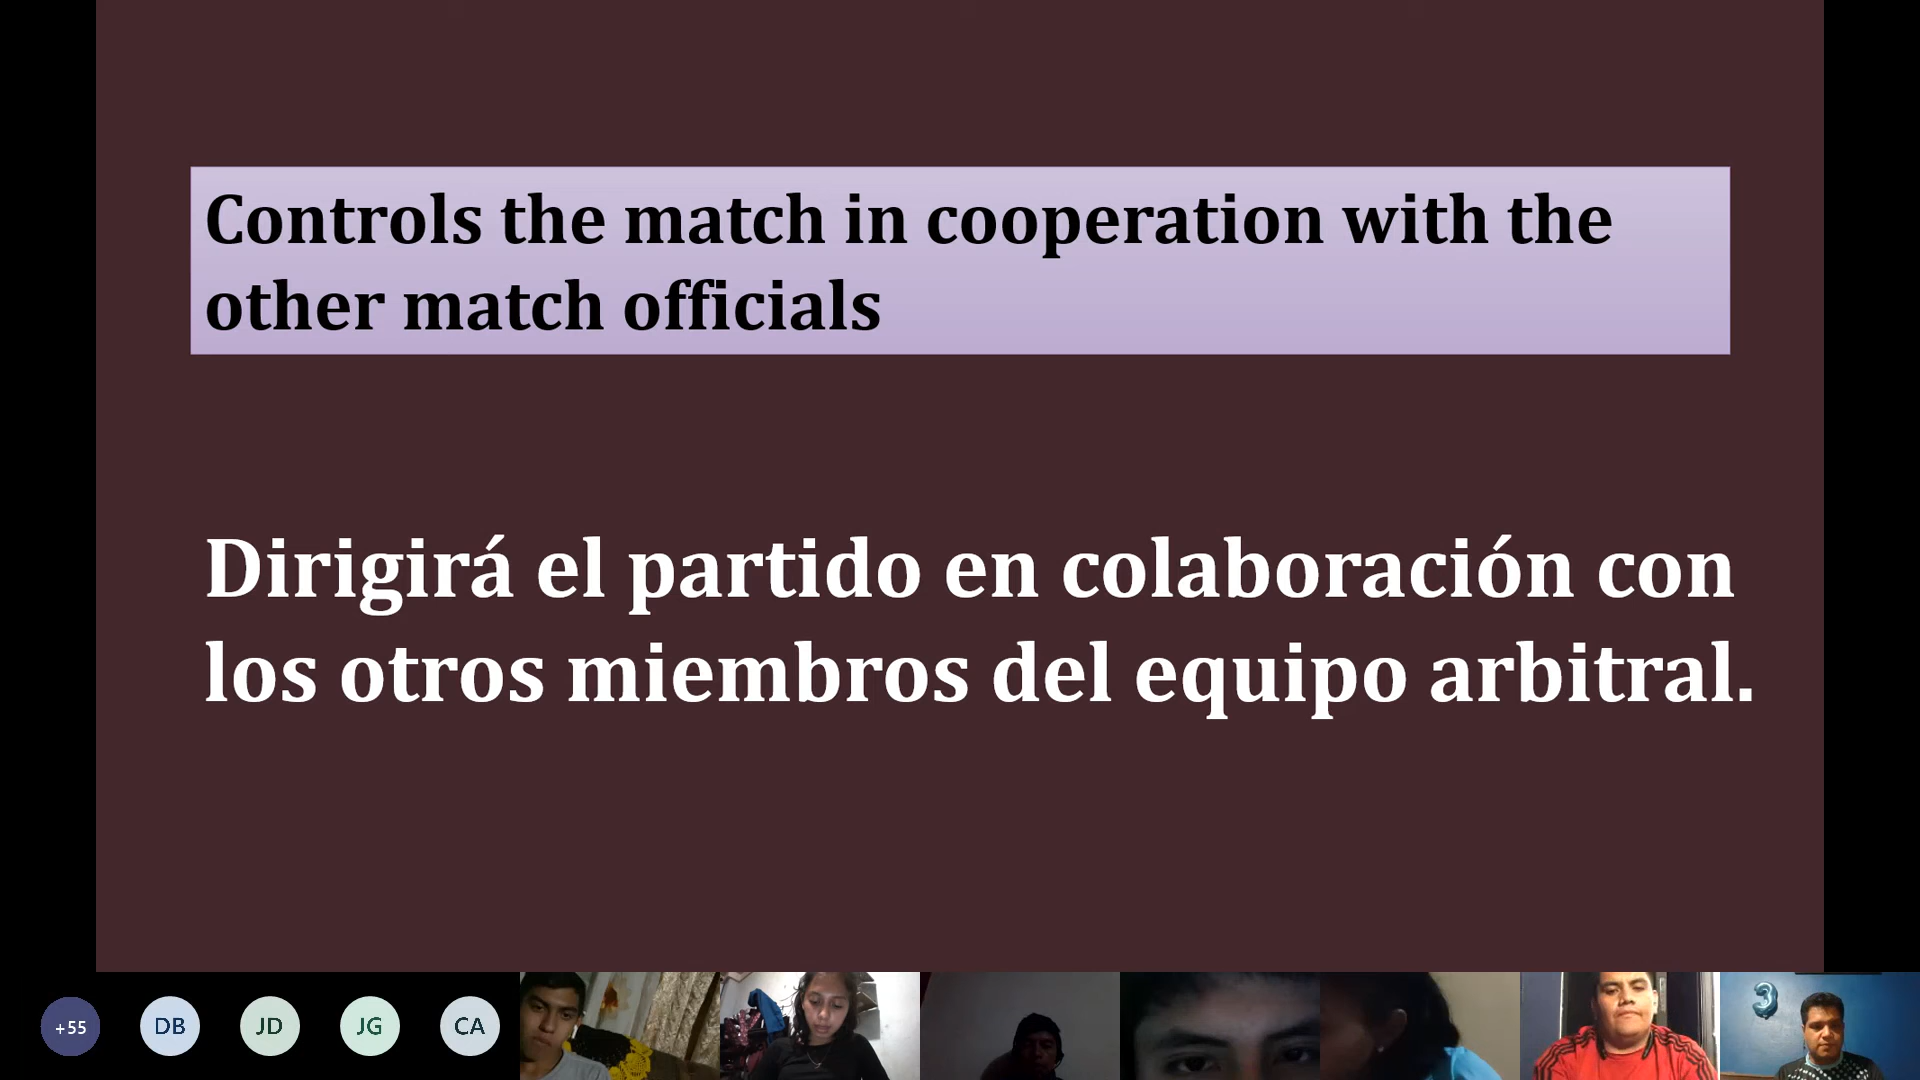 Controls the match in cooperation with the
other match officials
Dirigirá el partido en colaboración con
los otros miembros del equipo arbitral.
+55 DB JD JG CA
3